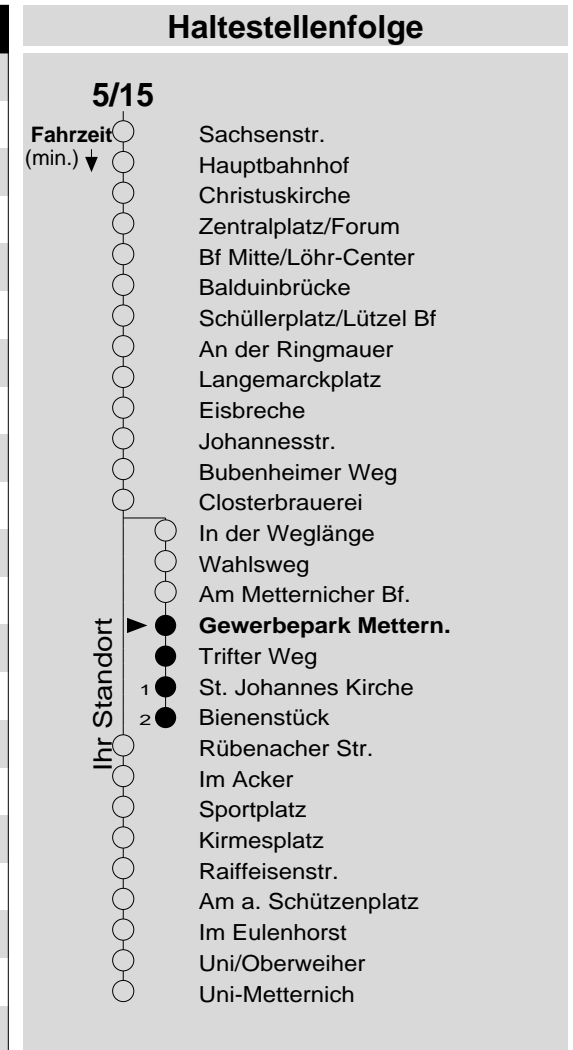 Haltestellenfolge
5/15
Fahrzeit Sachsenstr.
(min.) Hauptbahnhof
Christuskirche
Zentralplatz/Forum
Bf Mitte/Löhr-Center
Balduinbrücke
Schüllerplatz/Lützel Bf
An der Ringmauer
Langemarckplatz
Eisbreche
Johannesstr.
Bubenheimer Weg
Closterbrauerei
In der Weglänge
Wahlsweg
Am Metternicher Bf.
Gewerbepark Mettern.
Trifter Weg
1 St. Johannes Kirche
2 Bienenstück
Rübenacher Str.
Im Acker
Sportplatz
Kirmesplatz
Raiffeisenstr.
Am a. Schützenplatz
Im Eulenhorst
Uni/Oberweiher
Uni-Metternich
Ihr Standort